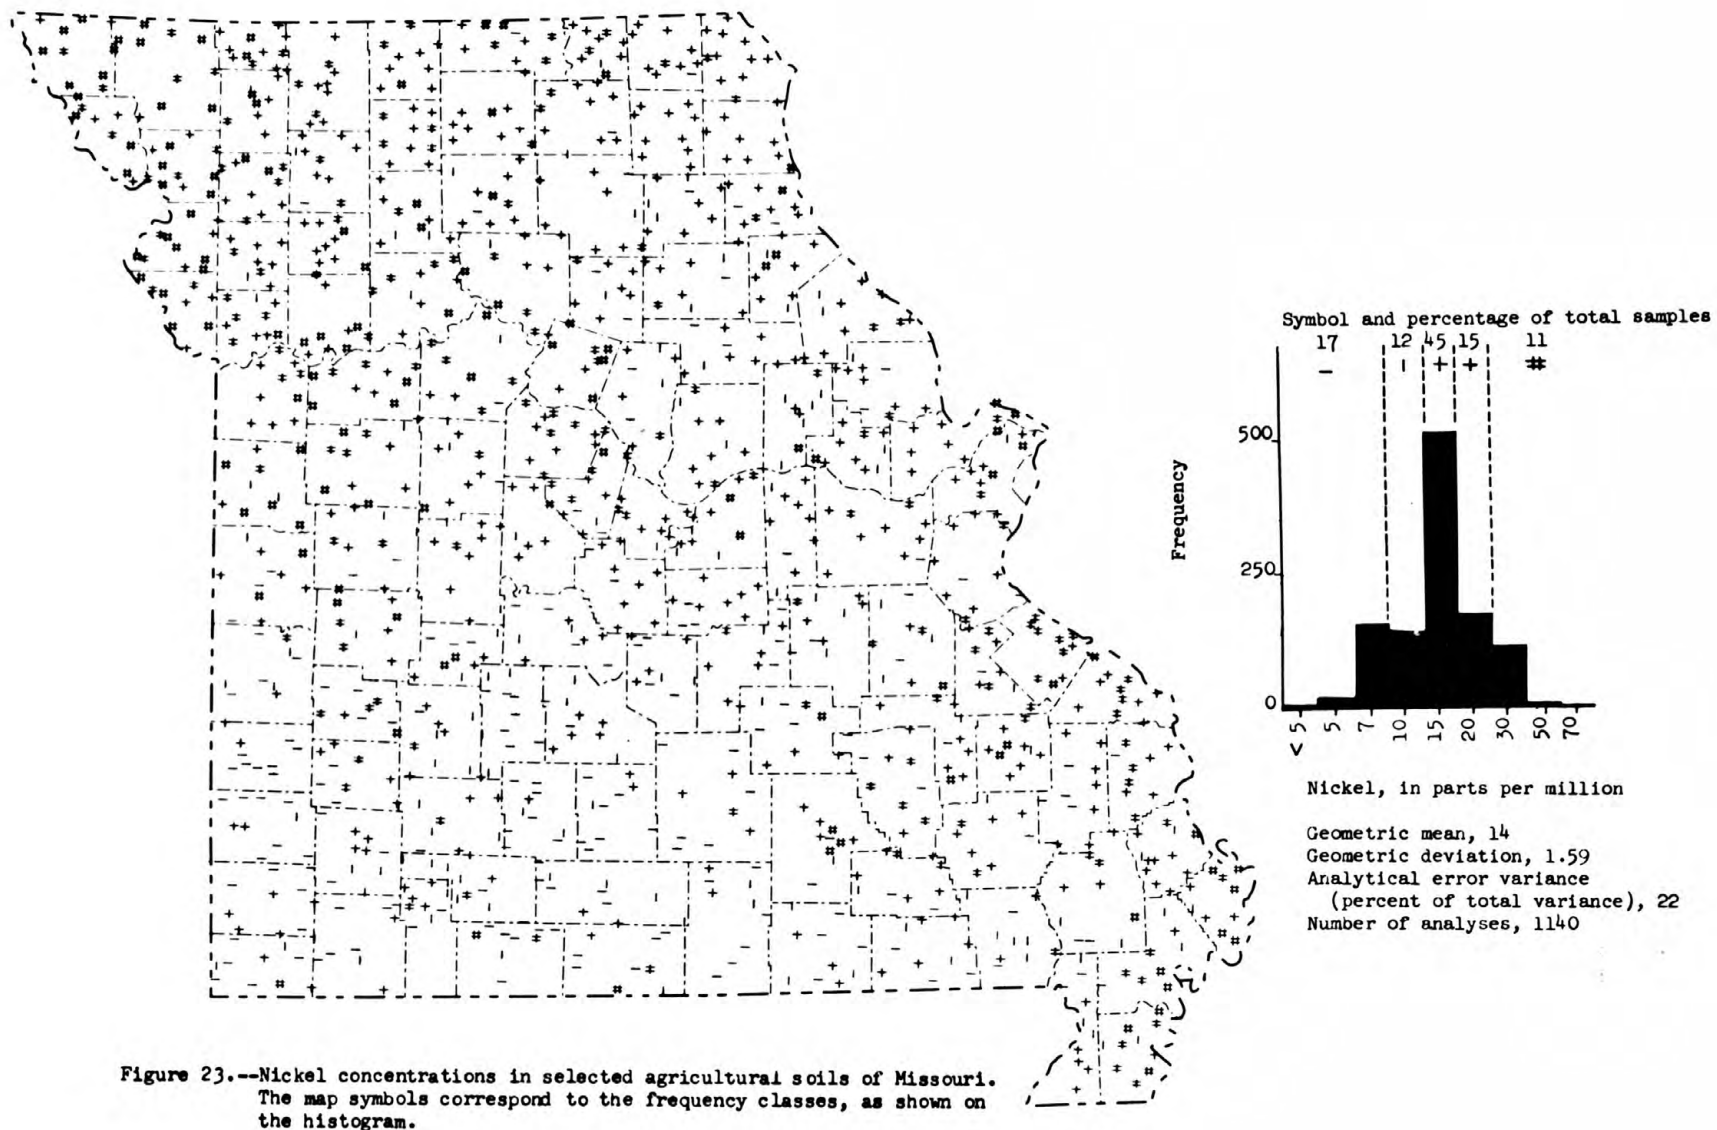 Symbol and percentage of total samples
17 12 45 15 11
− | + ‡ #
500
250
0
Frequency
< 5 5 7 10 15 20 30 50 70
Nickel, in parts per million
Geometric mean, 14
Geometric deviation, 1.59
Analytical error variance
(percent of total variance), 22
Number of analyses, 1140
Figure 23.--Nickel concentrations in selected agricultural soils of Missouri.
The map symbols correspond to the frequency classes, as shown on
the histogram.